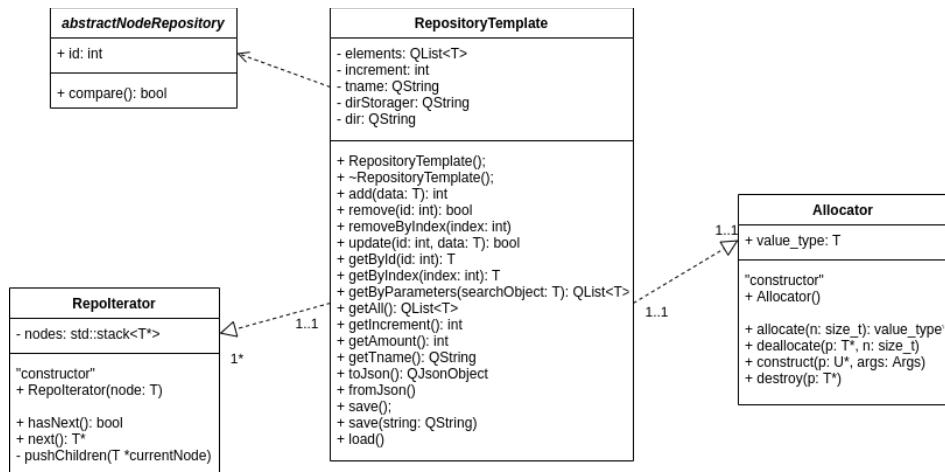 abstractNodeRepository
+ id: int
+ compare(): bool
RepositoryTemplate
- elements: QList<T>
- increment: int
- tname: QString
- dirStorager: QString
- dir: QString
+ RepositoryTemplate();
+ ~RepositoryTemplate();
+ add(data: T): int
+ remove(id: int): bool
+ removeByIndex(index: int)
+ update(id: int, data: T): bool
+ getById(id: int): T
+ getByIndex(index: int): T
+ getByParameters(searchObject: T): QList<T>
+ getAll(): QList<T>
+ getIncrement(): int
+ getAmount(): int
+ getTname(): QString
+ toJson(): QJsonObject
+ fromJson()
+ save();
+ save(string: QString)
+ load()
RepoIterator
- nodes: std::stack<T*>
"constructor"
+ RepoIterator(node: T)
+ hasNext(): bool
+ next(): T*
- pushChildren(T *currentNode)
1..1
1*
1..1
1..1
Allocator
+ value_type: T
"constructor"
+ Allocator()
+ allocate(n: size_t): value_type*
+ deallocate(p: T*, n: size_t)
+ construct(p: U*, args: Args)
+ destroy(p: T*)